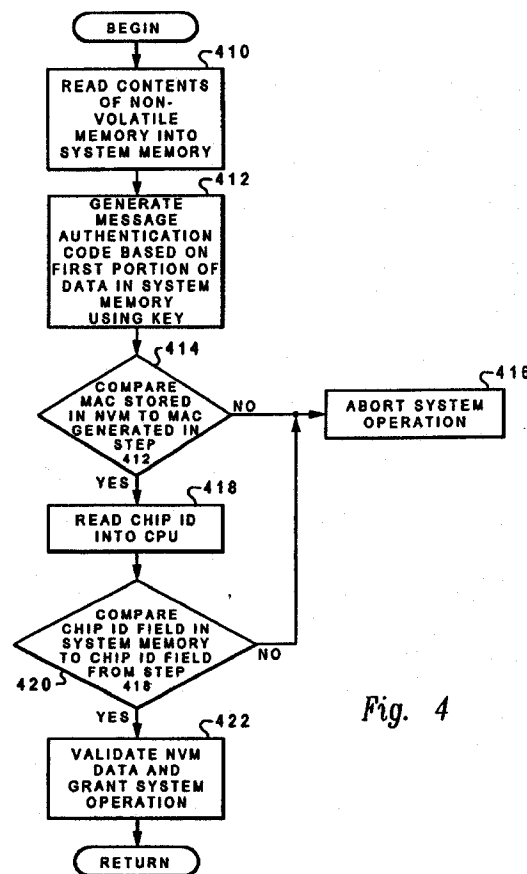 BEGIN
410
READ CONTENTS
OF NON-
VOLATILE
MEMORY INTO
SYSTEM MEMORY
412
GENERATE
MESSAGE
AUTHENTICATION
CODE BASED ON
FIRST PORTION OF
DATA IN SYSTEM
MEMORY
USING KEY
414
COMPARE
MAC STORED
IN NVM TO MAC
GENERATED IN
STEP
412
NO
416
ABORT SYSTEM
OPERATION
YES
418
READ CHIP ID
INTO CPU
COMPARE
CHIP ID FIELD IN
SYSTEM MEMORY
TO CHIP ID FIELD
FROM STEP
418
NO
420
YES
422
VALIDATE NVM
DATA AND
GRANT SYSTEM
OPERATION
RETURN
Fig. 4